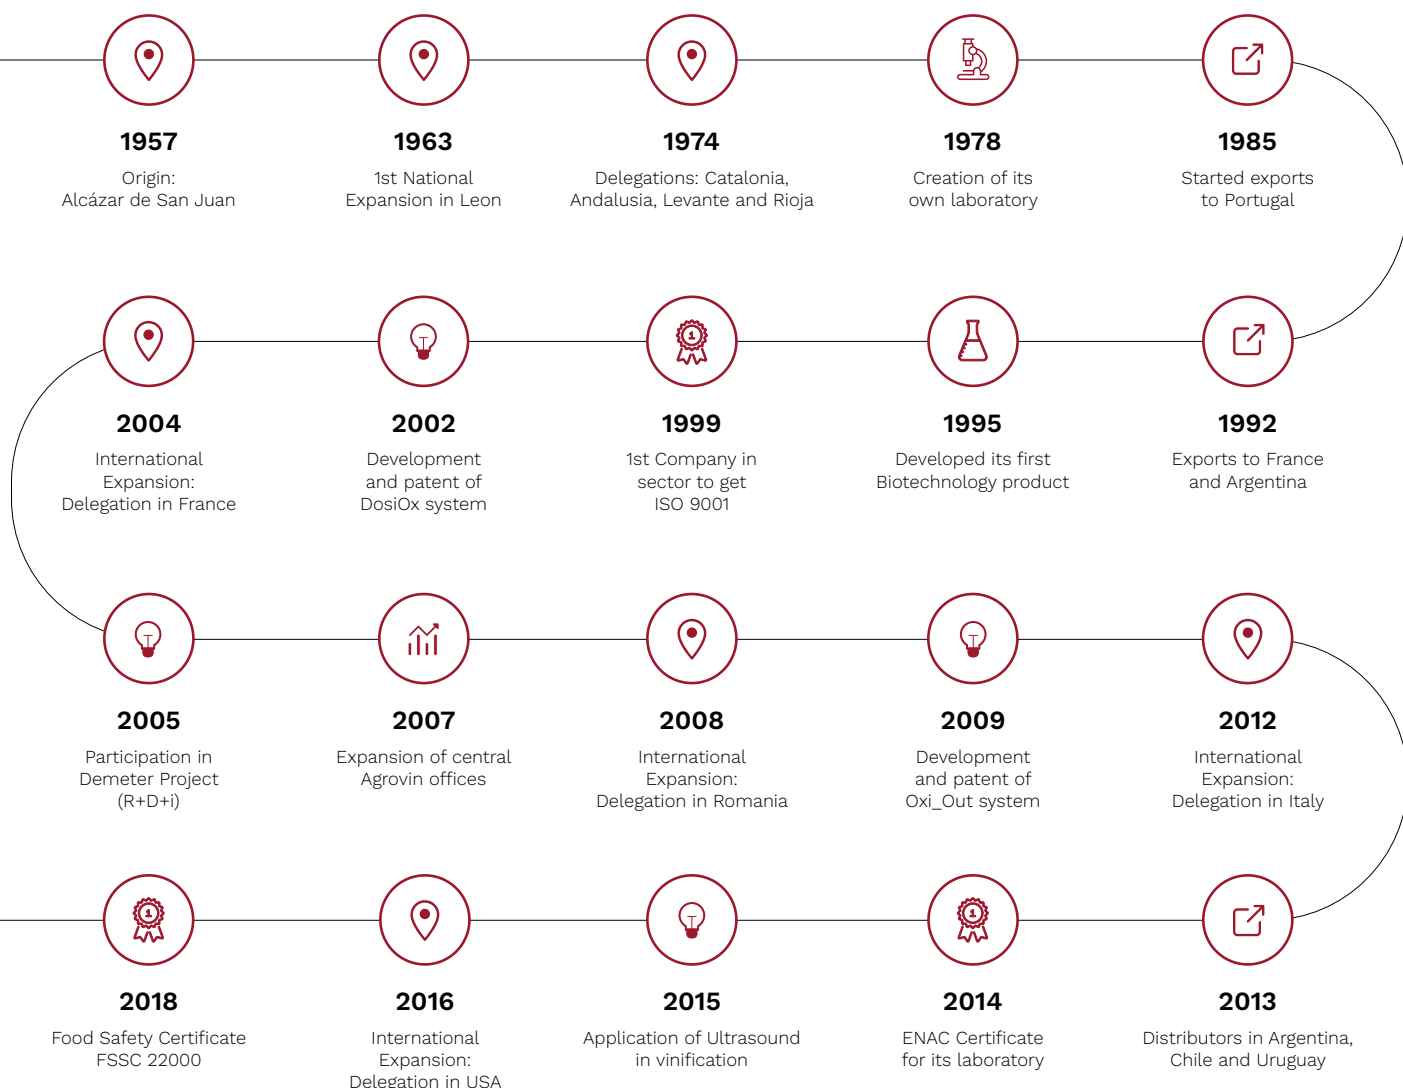 1957
Origin:
Alcázar de San Juan
1963
1st National
Expansion in Leon
1974
Delegations: Catalonia,
Andalusia, Levante and Rioja
1978
Creation of its
own laboratory
1985
Started exports
to Portugal
1992
Exports to France
and Argentina
1995
Developed its first
Biotechnology product
1
1999
1st Company in
sector to get
ISO 9001
2002
Development
and patent of
DosiOx system
2004
International
Expansion:
Delegation in France
2005
Participation in
Demeter Project
(R+D+i)
2007
Expansion of central
Agrovin offices
2008
International
Expansion:
Delegation in Romania
2009
Development
and patent of
Oxi_Out system
2012
International
Expansion:
Delegation in Italy
2013
Distributors in Argentina,
Chile and Uruguay
1
2014
ENAC Certificate
for its laboratory
2015
Application of Ultrasound
in vinification
2016
International
Expansion:
Delegation in USA
1
2018
Food Safety Certificate
FSSC 22000